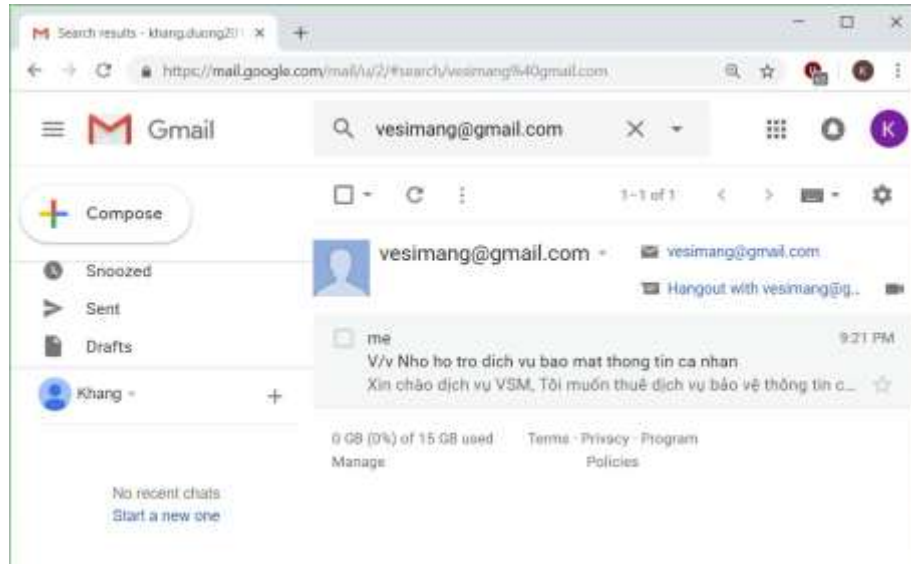 Search results - khang.duong201
https://mail.google.com/mail/u/2/#search/vesimang%40gmail.com
K
Gmail
vesimang@gmail.com
K
Compose
1-1 of 1
Snoozed
Sent
Drafts
vesimang@gmail.com
vesimang@gmail.com
Hangout with vesimang@g...
me
9:21 PM
V/v Nho ho tro dich vu bao mat thong tin ca nhan
Xin chào dịch vụ VSM, Tôi muốn thuê dịch vụ bảo vệ thông tin c...
Khang
0 GB (0%) of 15 GB used
Manage
Terms · Privacy · Program
Policies
No recent chats
Start a new one